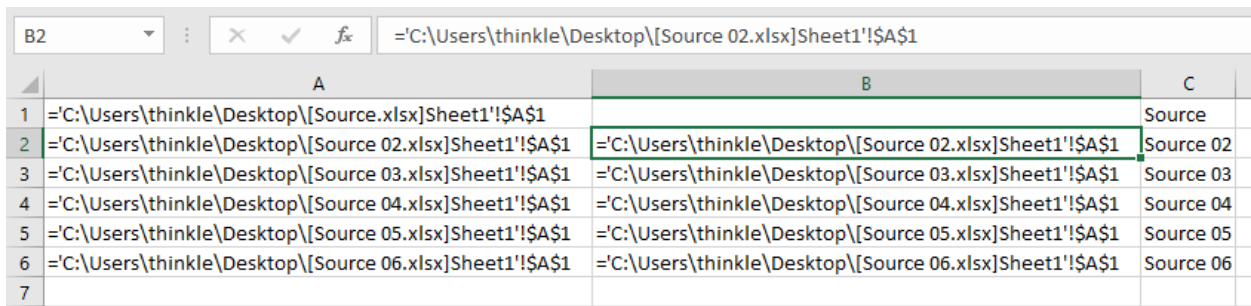 B2 fx ='C:\Users\thinkle\Desktop\[Source 02.xlsx]Sheet1'!$A$1
A B C
1 ='C:\Users\thinkle\Desktop\[Source.xlsx]Sheet1'!$A$1 Source
2 ='C:\Users\thinkle\Desktop\[Source 02.xlsx]Sheet1'!$A$1 ='C:\Users\thinkle\Desktop\[Source 02.xlsx]Sheet1'!$A$1 Source 02
3 ='C:\Users\thinkle\Desktop\[Source 03.xlsx]Sheet1'!$A$1 ='C:\Users\thinkle\Desktop\[Source 03.xlsx]Sheet1'!$A$1 Source 03
4 ='C:\Users\thinkle\Desktop\[Source 04.xlsx]Sheet1'!$A$1 ='C:\Users\thinkle\Desktop\[Source 04.xlsx]Sheet1'!$A$1 Source 04
5 ='C:\Users\thinkle\Desktop\[Source 05.xlsx]Sheet1'!$A$1 ='C:\Users\thinkle\Desktop\[Source 05.xlsx]Sheet1'!$A$1 Source 05
6 ='C:\Users\thinkle\Desktop\[Source 06.xlsx]Sheet1'!$A$1 ='C:\Users\thinkle\Desktop\[Source 06.xlsx]Sheet1'!$A$1 Source 06
7